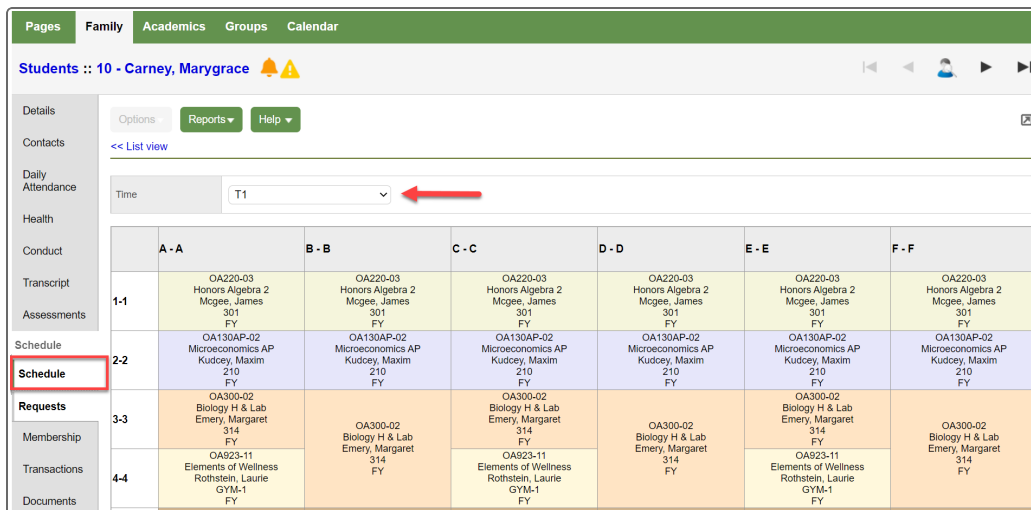 Pages Family Academics Groups Calendar
Students :: 10 - Carney, Marygrace
Details
Contacts
Daily
Attendance
Health
Conduct
Transcript
Assessments
Schedule
Schedule
Requests
Membership
Transactions
Documents
Options Reports Help
<< List view
Time T1
A - A B - B C - C D - D E - E F - F
1-1
OA220-03 OA220-03 OA220-03 OA220-03 OA220-03 OA220-03
Honors Algebra 2 Honors Algebra 2 Honors Algebra 2 Honors Algebra 2 Honors Algebra 2 Honors Algebra 2
Mcgee, James Mcgee, James Mcgee, James Mcgee, James Mcgee, James Mcgee, James
301 301 301 301 301 301
FY FY FY FY FY FY
2-2
OA130AP-02 OA130AP-02 OA130AP-02 OA130AP-02 OA130AP-02 OA130AP-02
Microeconomics AP Microeconomics AP Microeconomics AP Microeconomics AP Microeconomics AP Microeconomics AP
Kudcey, Maxim Kudcey, Maxim Kudcey, Maxim Kudcey, Maxim Kudcey, Maxim Kudcey, Maxim
210 210 210 210 210 210
FY FY FY FY FY FY
3-3
OA300-02 OA300-02 OA300-02
Biology H & Lab Biology H & Lab Biology H & Lab
Emery, Margaret Emery, Margaret Emery, Margaret
314 314 314
FY FY FY
OA300-02 OA300-02 OA300-02
Biology H & Lab Biology H & Lab Biology H & Lab
Emery, Margaret Emery, Margaret Emery, Margaret
314 314 314
FY FY FY
4-4
OA923-11 OA923-11 OA923-11
Elements of Wellness Elements of Wellness Elements of Wellness
Rothstein, Laurie Rothstein, Laurie Rothstein, Laurie
GYM-1 GYM-1 GYM-1
FY FY FY